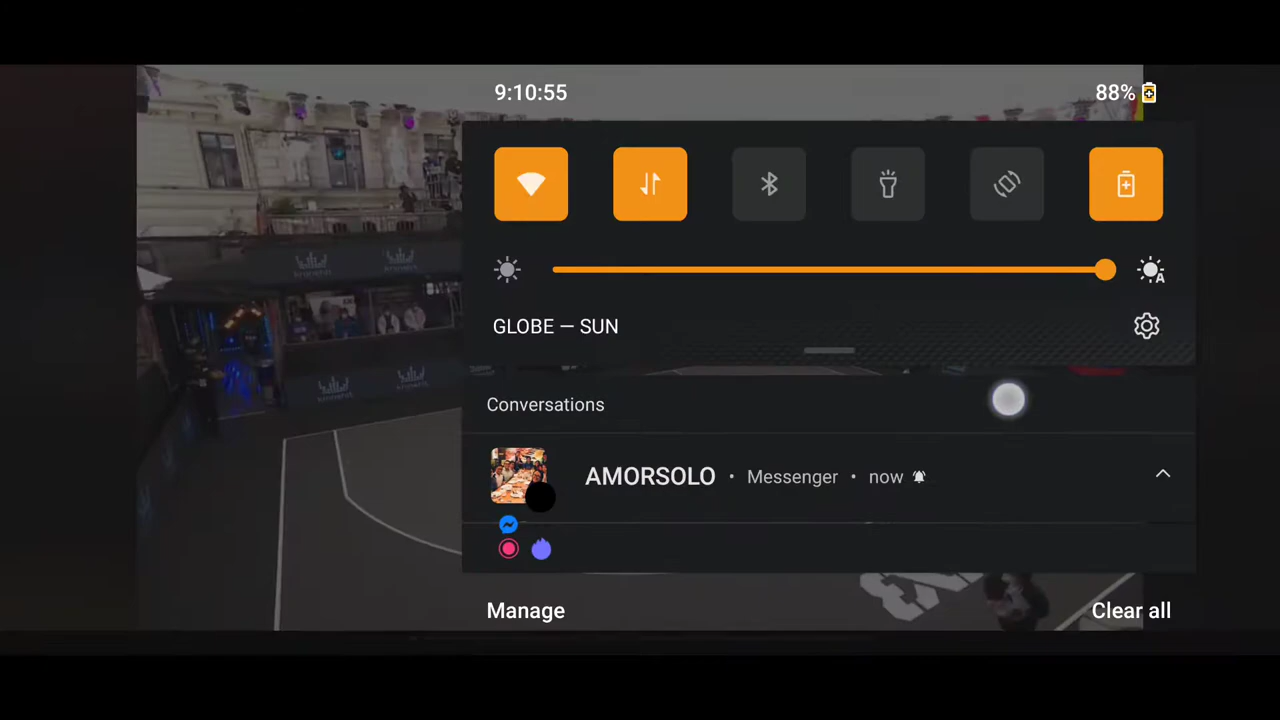 9:10:55
88%
A
GLOBE — SUN
Conversations
AMORSOLO • Messenger • now
Manage
Clear all